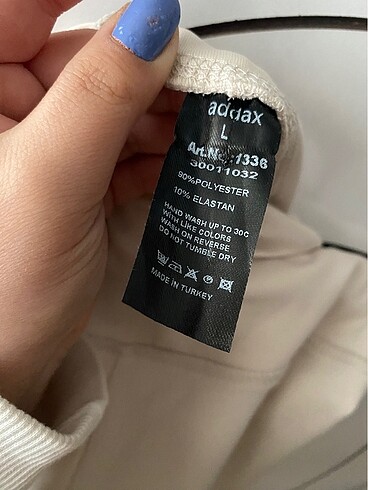 addax
L
Art.No.:1336
30011032
90%POLYESTER
10% ELASTAN
HAND WASH UP TO 30C
WITH LIKE COLORS
WASH ON REVERSE
DO NOT TUMBLE DRY
MADE IN TURKEY